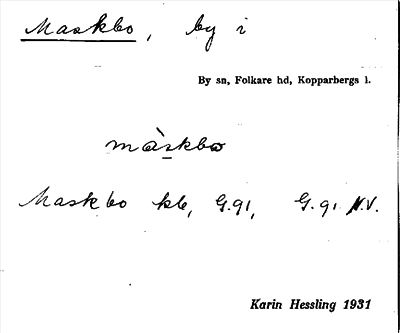 Maskbo, by i
By sn, Folkare hd, Kopparbergs l.
màskbo
Maskbo kb, G.91, G.91 N.V.
Karin Hessling 1931